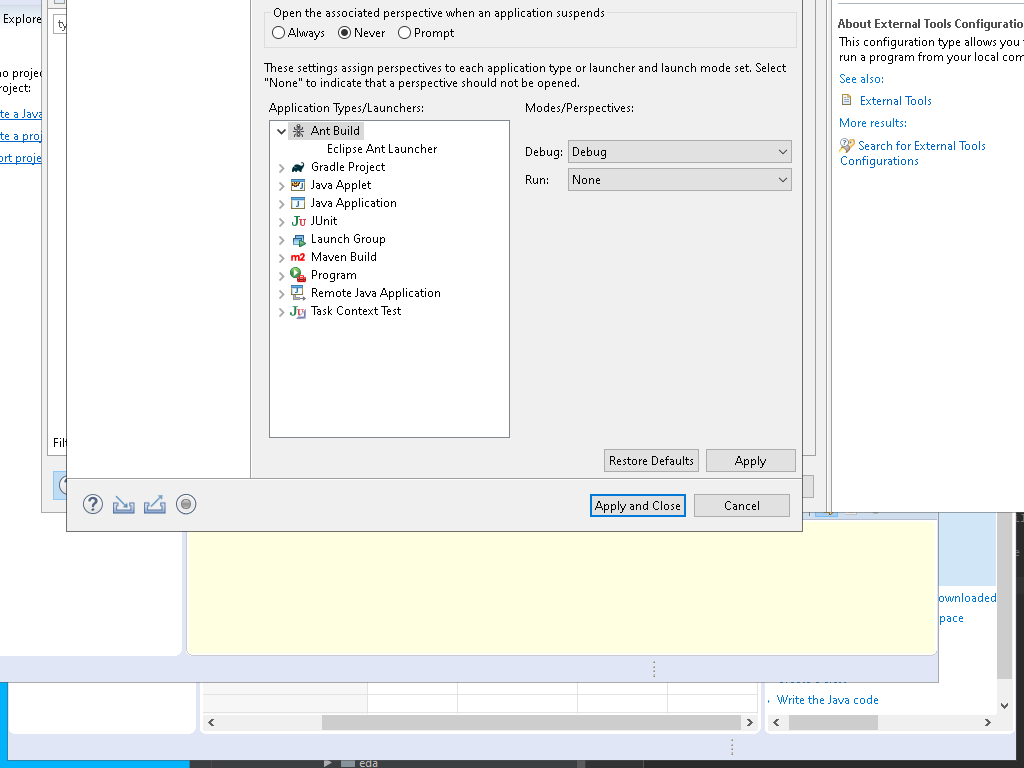 Explore
ty
Open the associated perspective when an application suspends
Always
Never
Prompt
About External Tools Configuratio
This configuration type allows you
run a program from your local com
See also:
External Tools
More results:
Search for External Tools
Configurations
These settings assign perspectives to each application type or launcher and launch mode set. Select
"None" to indicate that a perspective should not be opened.
no projec
roject:
te a Java
te a proj
ort proje
Application Types/Launchers:
Modes/Perspectives:
Ant Build
Eclipse Ant Launcher
Gradle Project
Java Applet
Java Application
JUnit
Launch Group
Maven Build
Program
Remote Java Application
Task Context Test
Debug:
Debug
Run:
None
Filt
Restore Defaults
Apply
Apply and Close
Cancel
ownloaded
pace
Write the Java code
eda